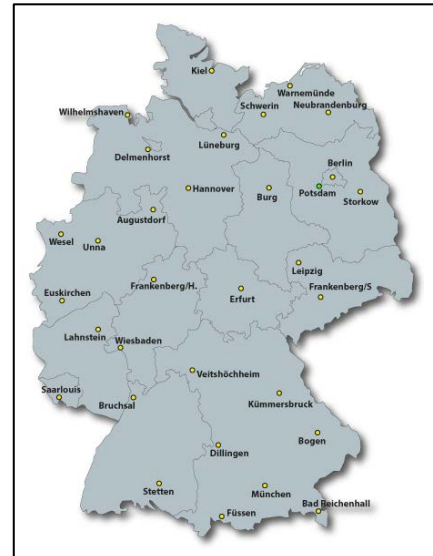 Kiel
Warnemünde
Schwerin
Neubrandenburg
Wilhelmshaven
Lüneburg
Delmenhorst
Berlin
Hannover
Burg
Potsdam
Storkow
Augustdorf
Wesel
Unna
Leipzig
Euskirchen
Frankenberg/H.
Erfurt
Frankenberg/S
Lahnstein
Wiesbaden
Veitshöchheim
Saarlouis
Bruchsal
Kümmersbruck
Bogen
Dillingen
Stetten
München
Bad Reichenhall
Füssen